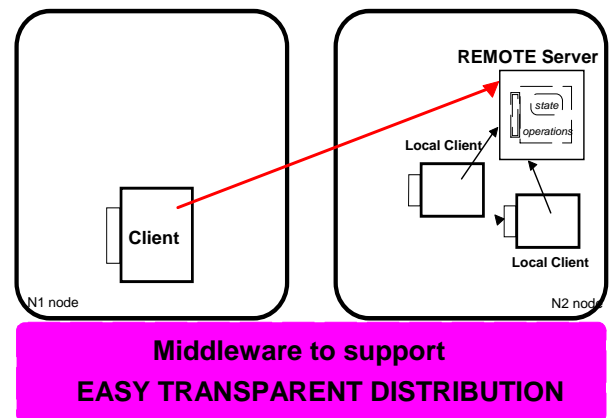 REMOTE Server
state
operations
Local Client
Client
Local Client
N1 node
N2 node
Middleware to support
EASY TRANSPARENT DISTRIBUTION